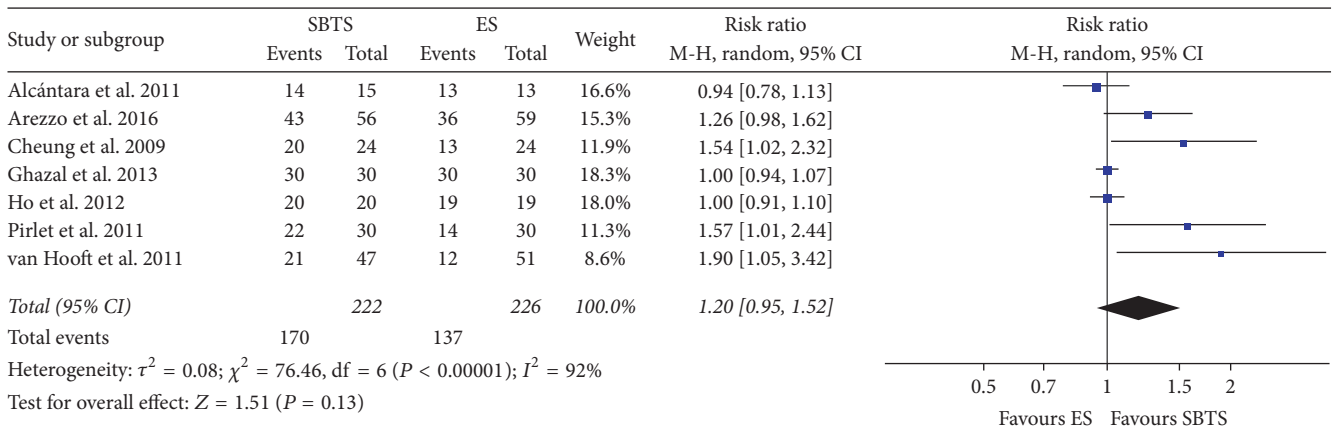 Study or subgroup SBTS ES Weight Risk ratio Risk ratio
Events Total Events Total M-H, random, 95% CI M-H, random, 95% CI
Alcántara et al. 2011 14 15 13 13 16.6% 0.94 [0.78, 1.13]
Arezzo et al. 2016 43 56 36 59 15.3% 1.26 [0.98, 1.62]
Cheung et al. 2009 20 24 13 24 11.9% 1.54 [1.02, 2.32]
Ghazal et al. 2013 30 30 30 30 18.3% 1.00 [0.94, 1.07]
Ho et al. 2012 20 20 19 19 18.0% 1.00 [0.91, 1.10]
Pirlet et al. 2011 22 30 14 30 11.3% 1.57 [1.01, 2.44]
van Hooft et al. 2011 21 47 12 51 8.6% 1.90 [1.05, 3.42]
Total (95% CI) 222 226 100.0% 1.20 [0.95, 1.52]
Total events 170 137
Heterogeneity: τ² = 0.08; χ² = 76.46, df = 6 (P < 0.00001); I² = 92%
Test for overall effect: Z = 1.51 (P = 0.13)
0.5 0.7 1 1.5 2
Favours ES Favours SBTS